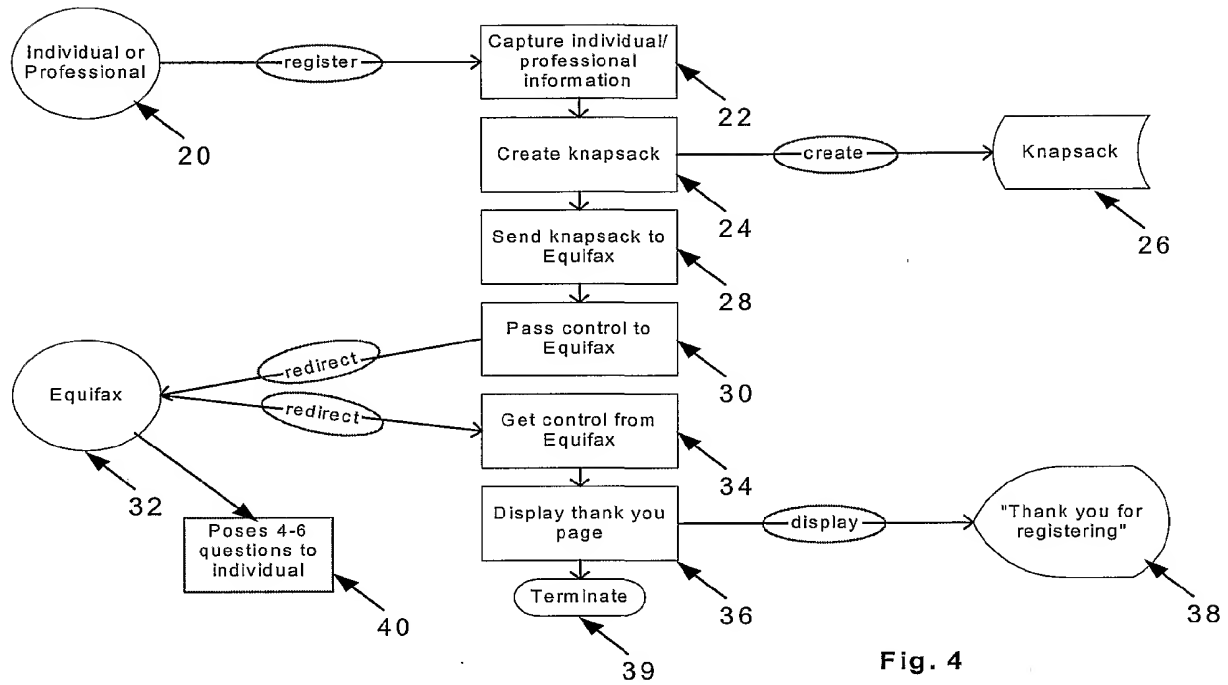 Individual or
Professional
20
register
Capture individual/
professional
information
22
Create knapsack
24
create
Knapsack
26
Send knapsack to
Equifax
28
Pass control to
Equifax
30
redirect
Equifax
32
redirect
Get control from
Equifax
34
Poses 4-6
questions to
individual
40
Display thank you
page
36
display
"Thank you for
registering"
38
Terminate
39
Fig. 4